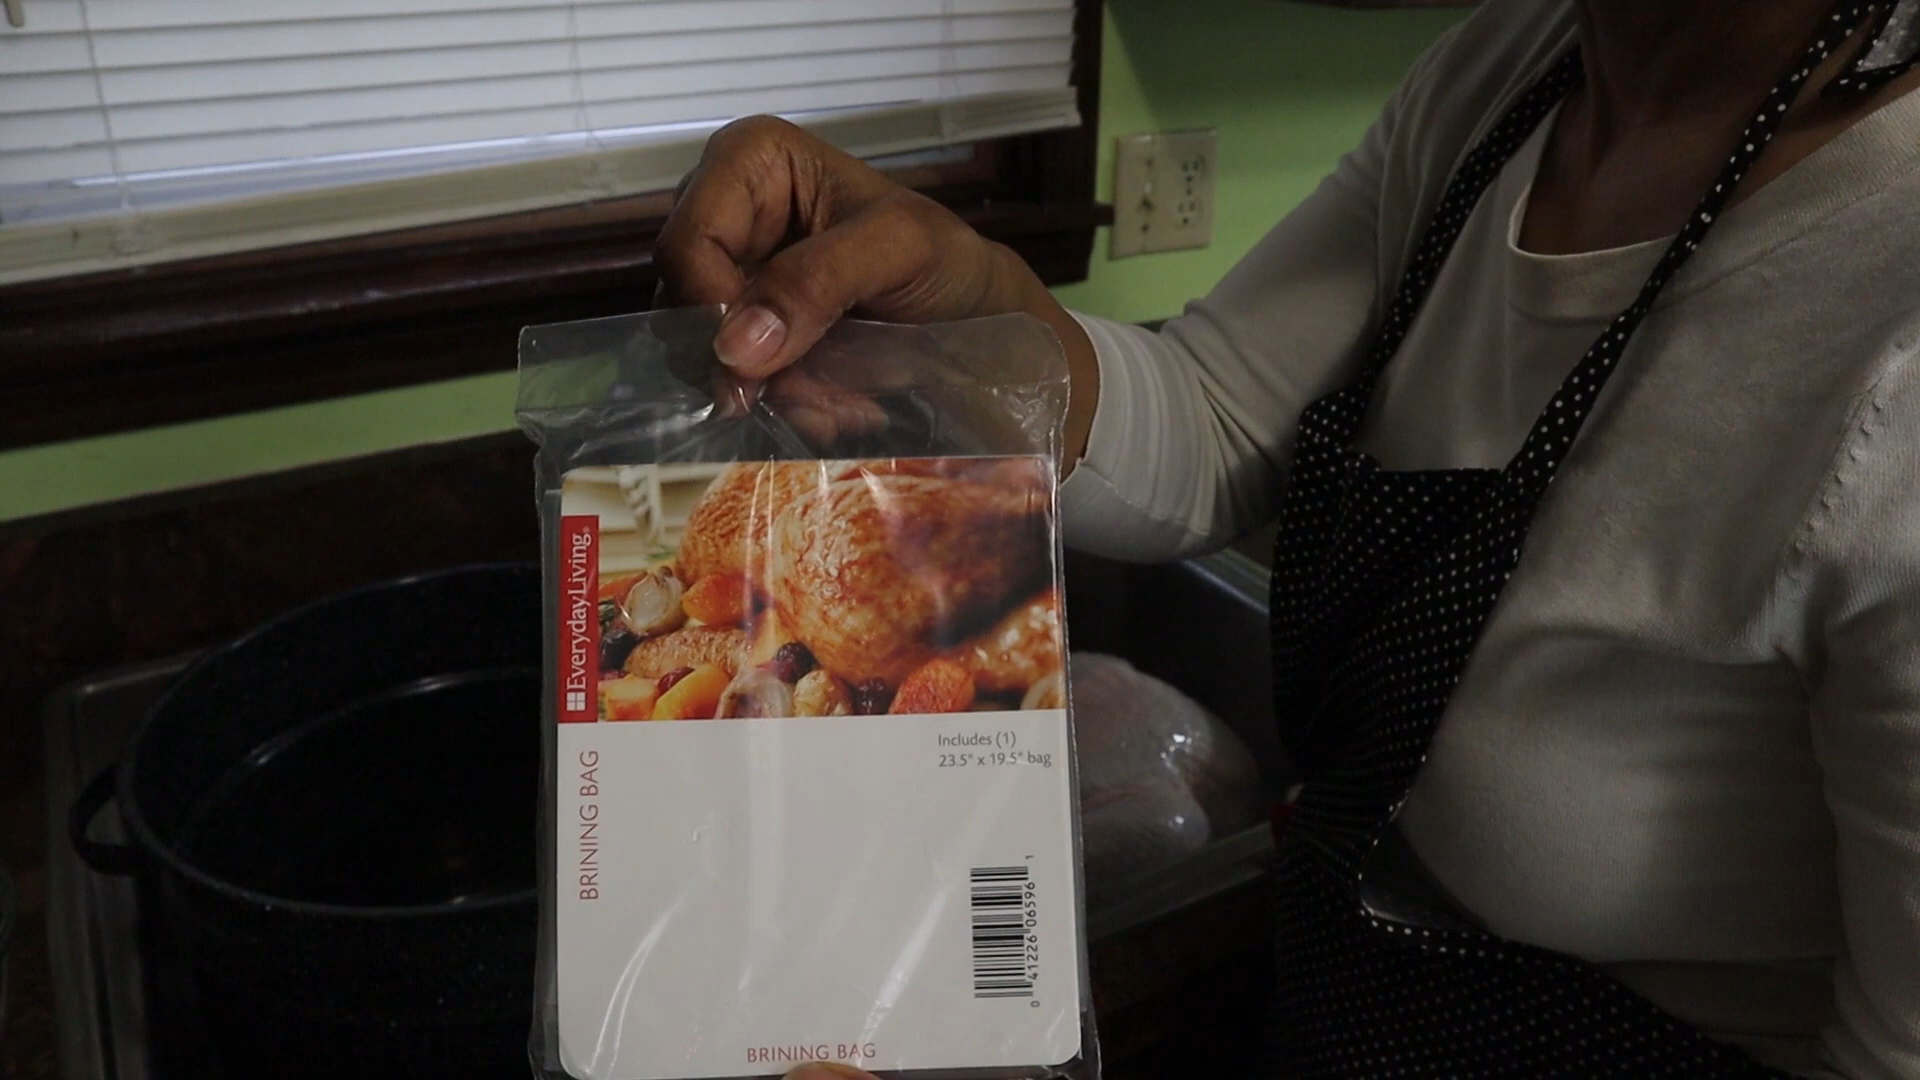 EverydayLiving®
BRINING BAG
Includes (1)
23.5" x 19.5" bag
0 41226 06596 1
BRINING BAG